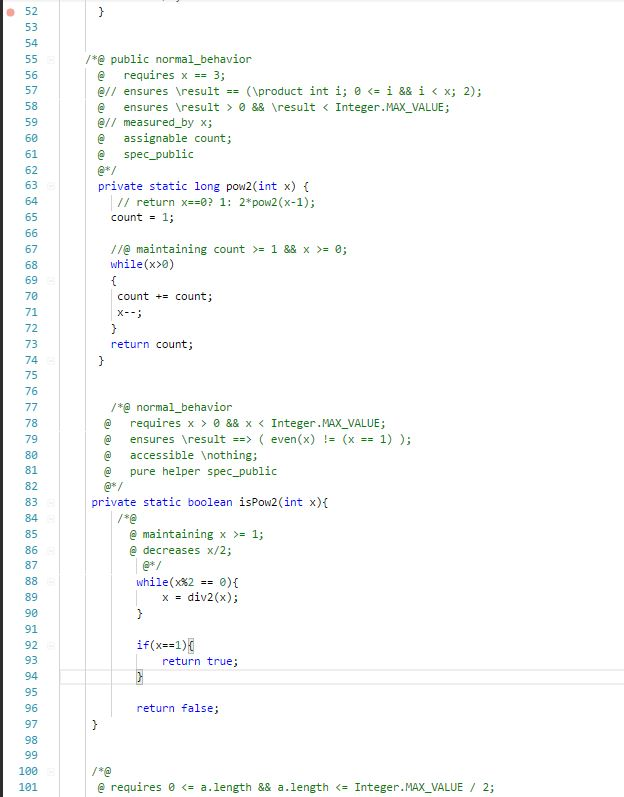 52 }
53
54
55 /*@ public normal_behavior
56 @ requires x == 3;
57 @// ensures \result == (\product int i; 0 <= i && i < x; 2);
58 @ ensures \result > 0 && \result < Integer.MAX_VALUE;
59 @// measured_by x;
60 @ assignable count;
61 @ spec_public
62 @*/
63 private static long pow2(int x) {
64 // return x==0? 1: 2*pow2(x-1);
65 count = 1;
66
67 //@ maintaining count >= 1 && x >= 0;
68 while(x>0)
69 {
70 count += count;
71 x--;
72 }
73 return count;
74 }
75
76
77 /*@ normal_behavior
78 @ requires x > 0 && x < Integer.MAX_VALUE;
79 @ ensures \result ==> ( even(x) != (x == 1) );
80 @ accessible \nothing;
81 @ pure helper spec_public
82 @*/
83 private static boolean isPow2(int x){
84 /*@
85 @ maintaining x >= 1;
86 @ decreases x/2;
87 @*/
88 while(x%2 == 0){
89 x = div2(x);
90 }
91
92 if(x==1){
93 return true;
94 }
95
96 return false;
97 }
98
99
100 /*@
101 @ requires 0 <= a.length && a.length <= Integer.MAX_VALUE / 2;